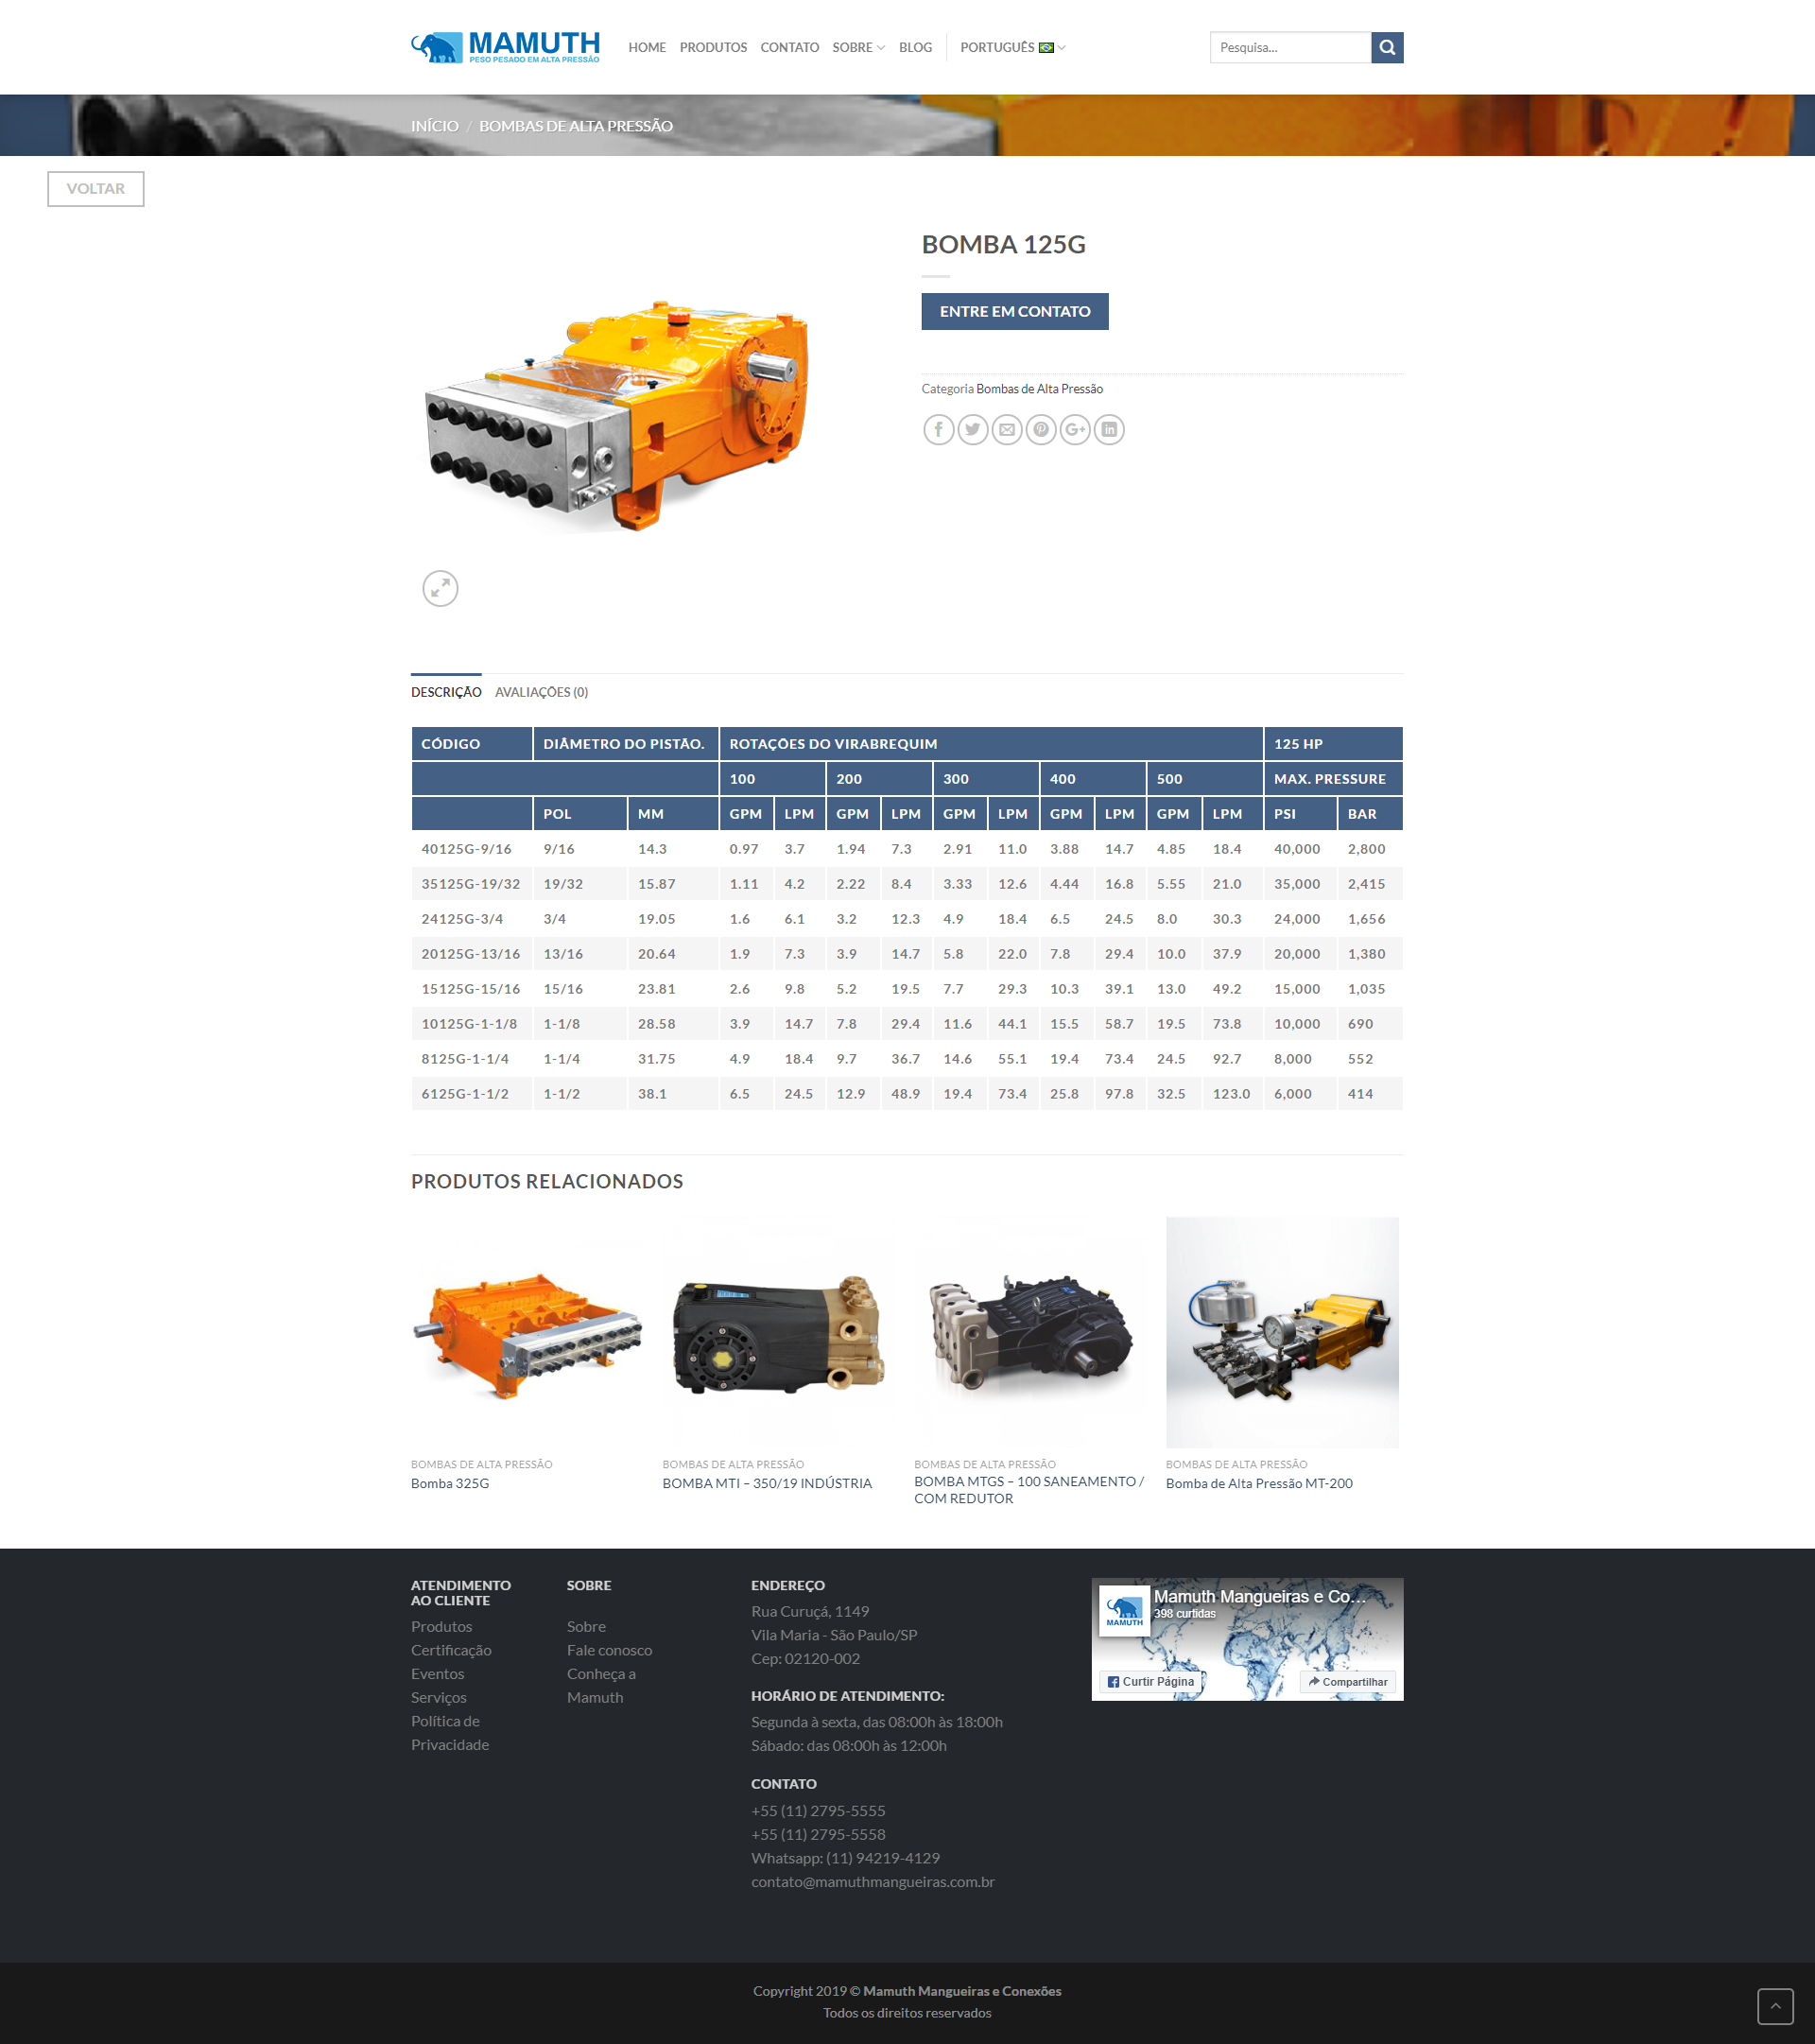 MAMUTH
PESO PESADO EM ALTA PRESSÃO
HOME PRODUTOS CONTATO SOBRE BLOG PORTUGUÊS
Pesquisa...
INÍCIO / BOMBAS DE ALTA PRESSÃO
VOLTAR
BOMBA 125G
ENTRE EM CONTATO
Categoria Bombas de Alta Pressão
DESCRIÇÃO AVALIAÇÕES (0)
CÓDIGO DIÂMETRO DO PISTÃO. ROTAÇÕES DO VIRABREQUIM 125 HP
100 200 300 400 500 MAX. PRESSURE
POL MM GPM LPM GPM LPM GPM LPM GPM LPM GPM LPM PSI BAR
40125G-9/16 9/16 14.3 0.97 3.7 1.94 7.3 2.91 11.0 3.88 14.7 4.85 18.4 40,000 2,800
35125G-19/32 19/32 15.87 1.11 4.2 2.22 8.4 3.33 12.6 4.44 16.8 5.55 21.0 35,000 2,415
24125G-3/4 3/4 19.05 1.6 6.1 3.2 12.3 4.9 18.4 6.5 24.5 8.0 30.3 24,000 1,656
20125G-13/16 13/16 20.64 1.9 7.3 3.9 14.7 5.8 22.0 7.8 29.4 10.0 37.9 20,000 1,380
15125G-15/16 15/16 23.81 2.6 9.8 5.2 19.5 7.7 29.3 10.3 39.1 13.0 49.2 15,000 1,035
10125G-1-1/8 1-1/8 28.58 3.9 14.7 7.8 29.4 11.6 44.1 15.5 58.7 19.5 73.8 10,000 690
8125G-1-1/4 1-1/4 31.75 4.9 18.4 9.7 36.7 14.6 55.1 19.4 73.4 24.5 92.7 8,000 552
6125G-1-1/2 1-1/2 38.1 6.5 24.5 12.9 48.9 19.4 73.4 25.8 97.8 32.5 123.0 6,000 414
PRODUTOS RELACIONADOS
BOMBAS DE ALTA PRESSÃO
Bomba 325G
BOMBAS DE ALTA PRESSÃO
BOMBA MTI – 350/19 INDÚSTRIA
BOMBAS DE ALTA PRESSÃO
BOMBA MTGS – 100 SANEAMENTO /
COM REDUTOR
BOMBAS DE ALTA PRESSÃO
Bomba de Alta Pressão MT-200
ATENDIMENTO
AO CLIENTE
Produtos
Certificação
Eventos
Serviços
Política de
Privacidade
SOBRE
Sobre
Fale conosco
Conheça a
Mamuth
ENDEREÇO
Rua Curuçá, 1149
Vila Maria - São Paulo/SP
Cep: 02120-002
HORÁRIO DE ATENDIMENTO:
Segunda à sexta, das 08:00h às 18:00h
Sábado: das 08:00h às 12:00h
CONTATO
+55 (11) 2795-5555
+55 (11) 2795-5558
Whatsapp: (11) 94219-4129
contato@mamuthmangueiras.com.br
Mamuth Mangueiras e Co...
398 curtidas
MAMUTH
Curtir Página Compartilhar
Copyright 2019 © Mamuth Mangueiras e Conexões
Todos os direitos reservados